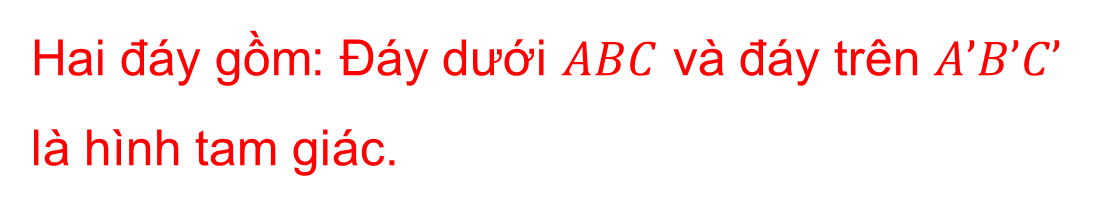 Hai đáy gồm: Đáy dưới ABC và đáy trên A’B’C’
là hình tam giác.